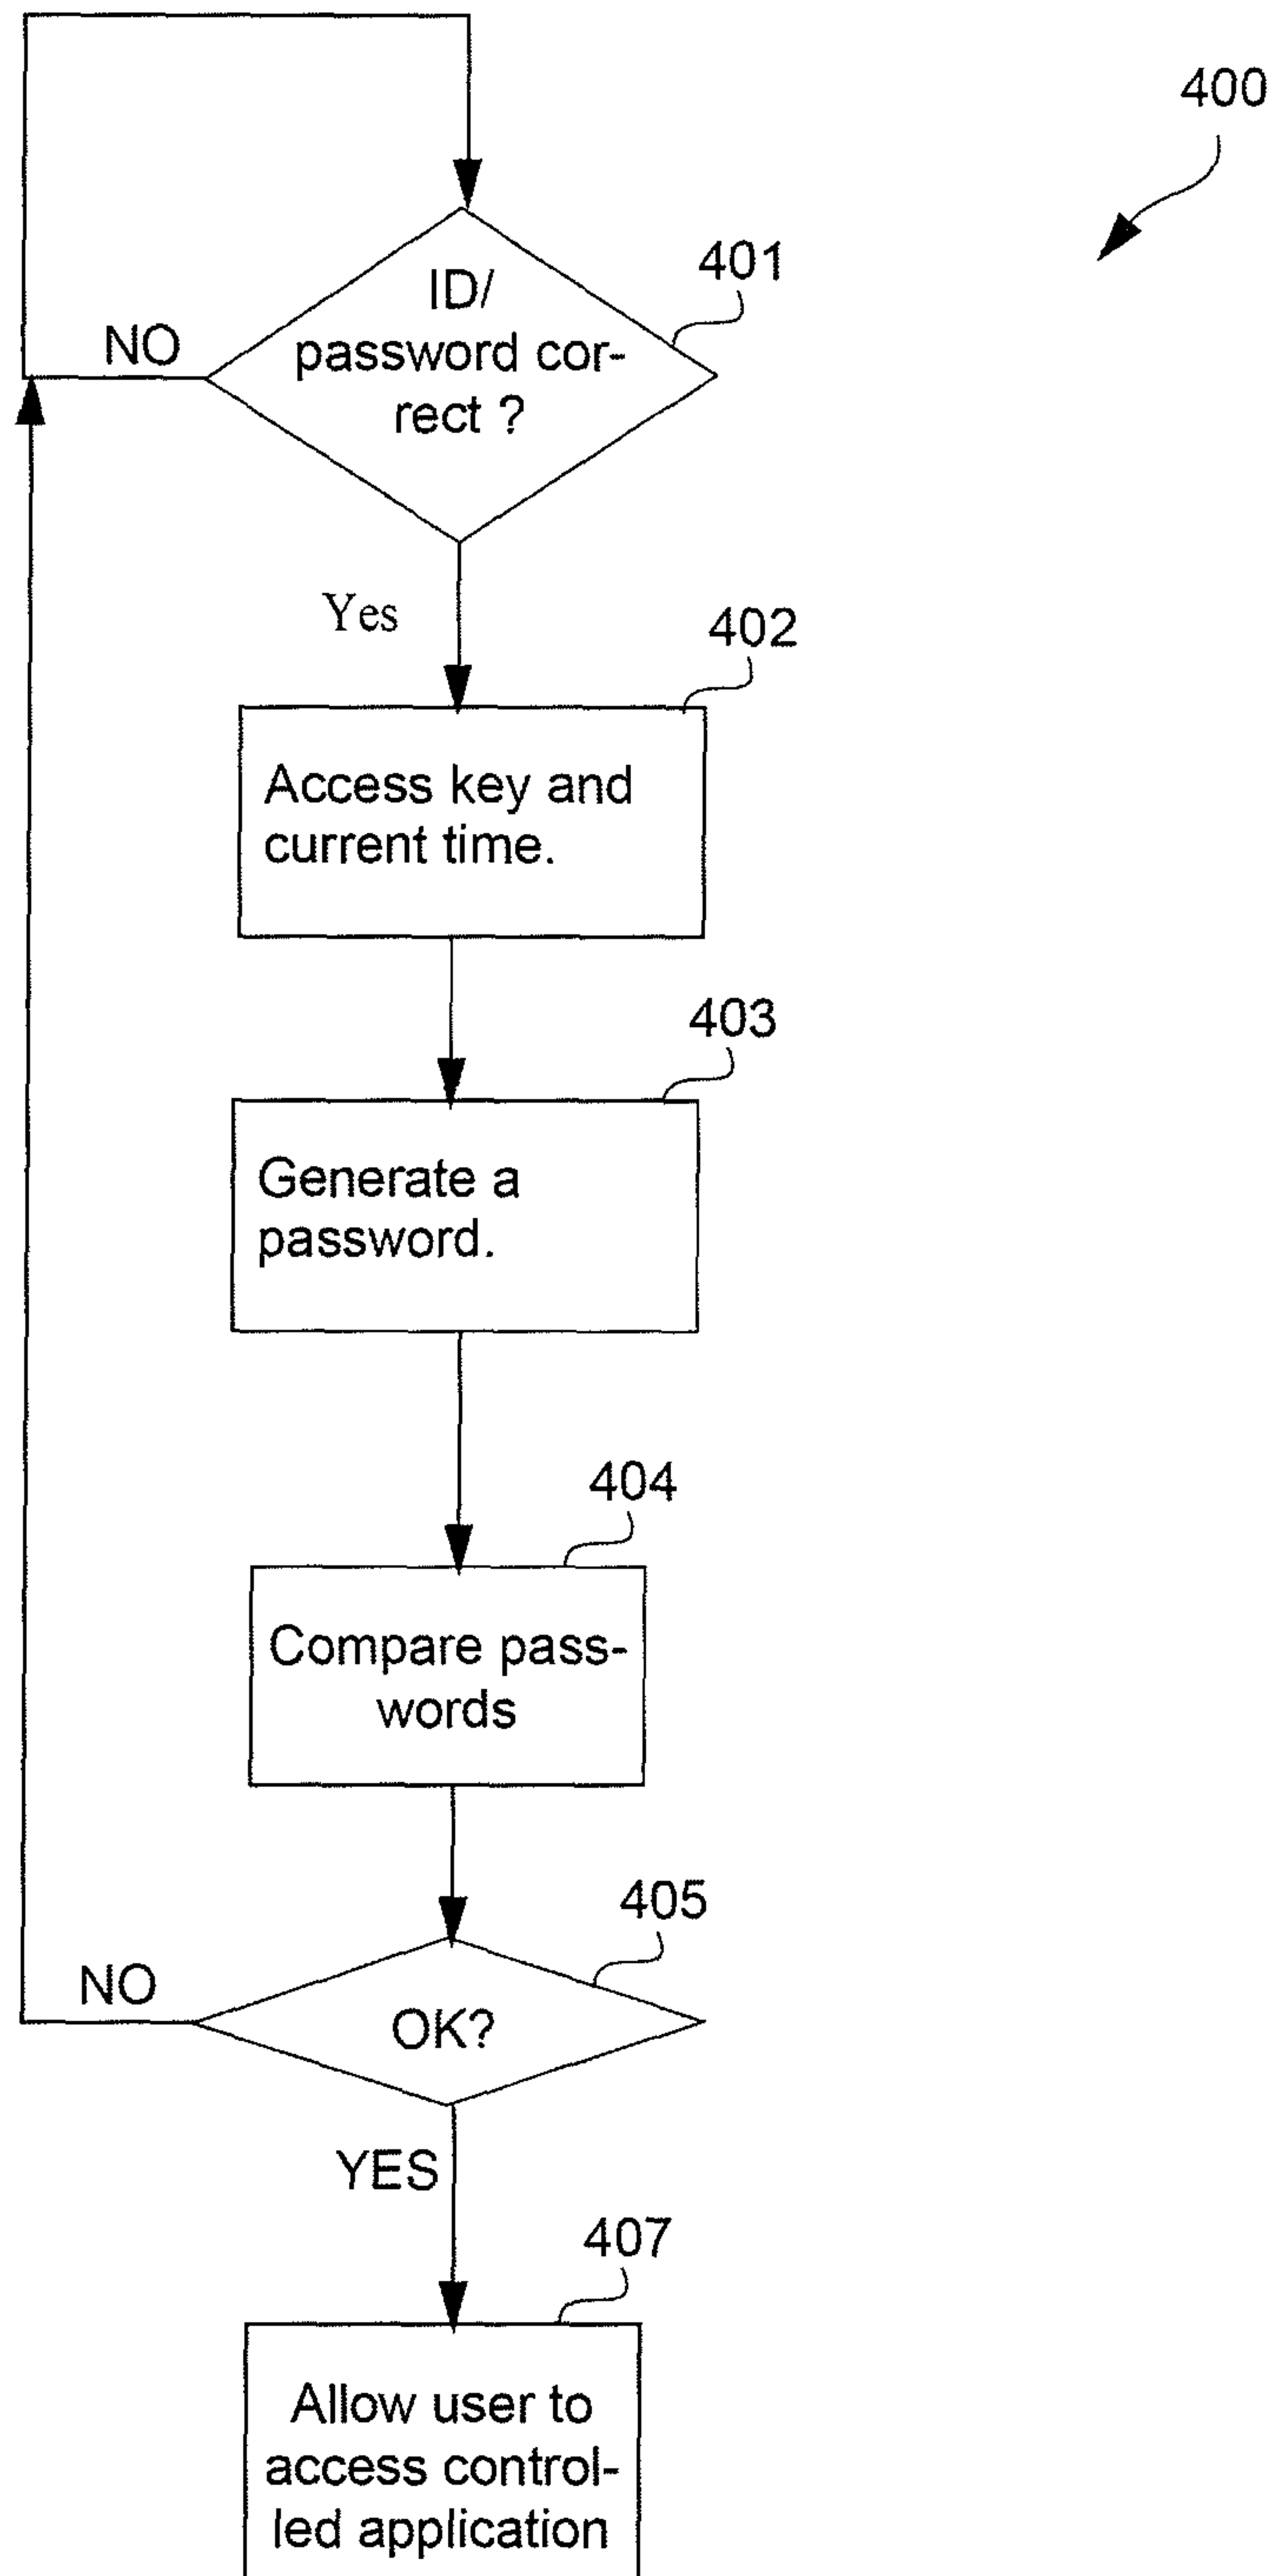 400
401
ID/
password cor-
rect ?
NO
Yes
402
Access key and
current time.
403
Generate a
password.
404
Compare pass-
words
405
OK?
NO
YES
407
Allow user to
access control-
led application